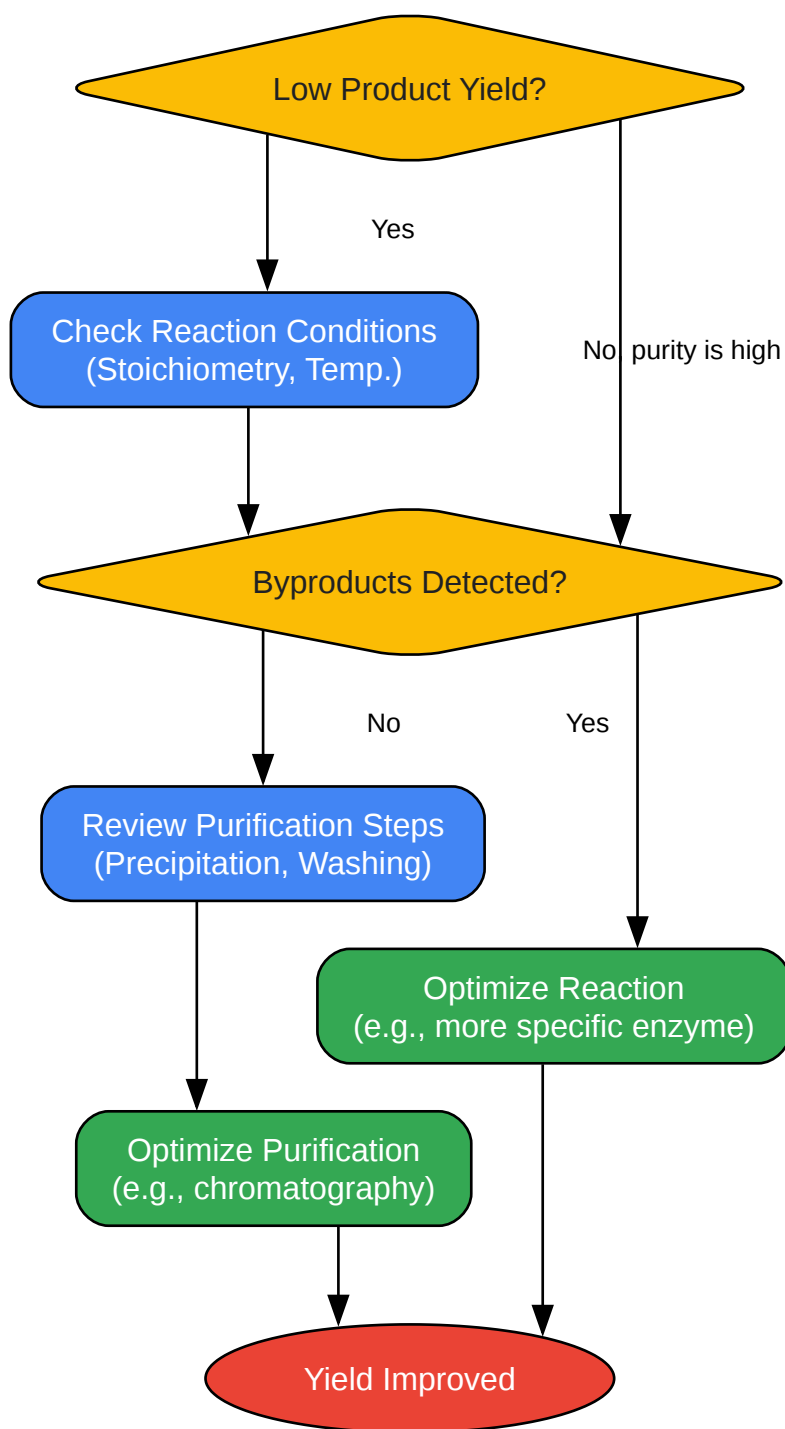 Low Product Yield?
Yes
Check Reaction Conditions
(Stoichiometry, Temp.)
No, purity is high
Byproducts Detected?
No
Yes
Review Purification Steps
(Precipitation, Washing)
Optimize Reaction
(e.g., more specific enzyme)
Optimize Purification
(e.g., chromatography)
Yield Improved